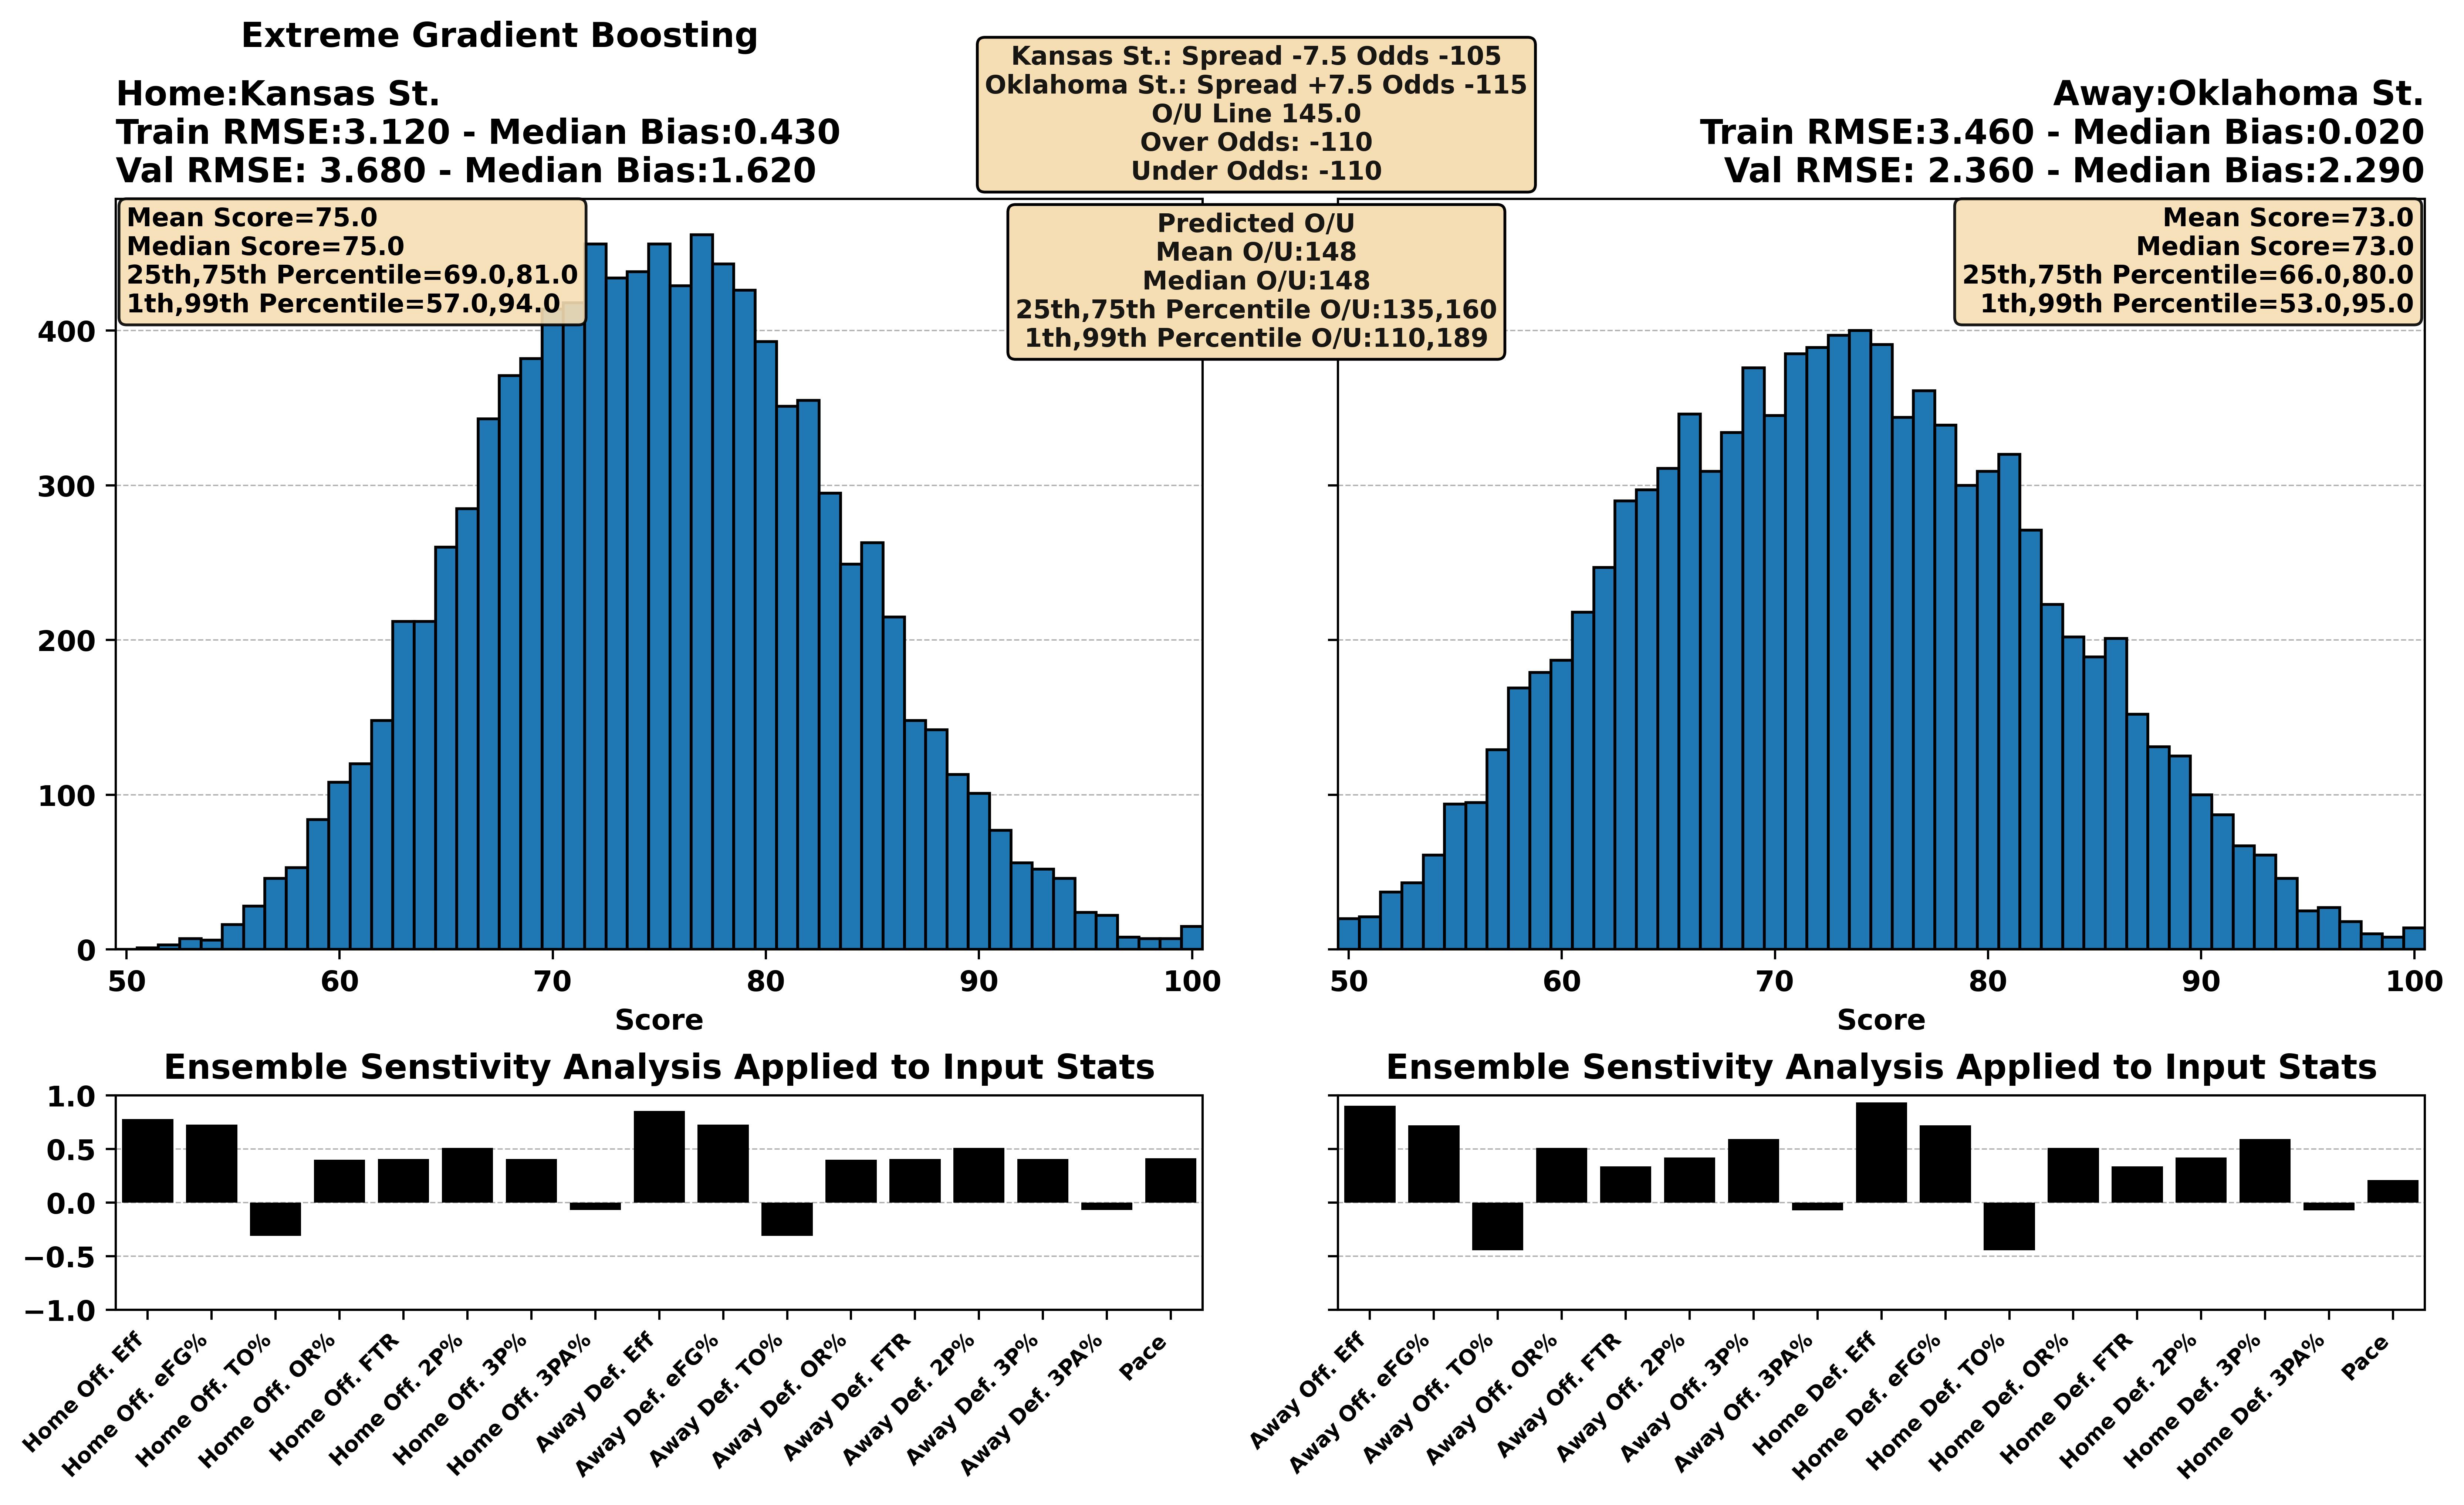 Extreme Gradient Boosting
Home:Kansas St.
Train RMSE:3.120 - Median Bias:0.430
Val RMSE: 3.680 - Median Bias:1.620
Kansas St.: Spread -7.5 Odds -105
Oklahoma St.: Spread +7.5 Odds -115
O/U Line 145.0
Over Odds: -110
Under Odds: -110
Away:Oklahoma St.
Train RMSE:3.460 - Median Bias:0.020
Val RMSE: 2.360 - Median Bias:2.290
Mean Score=75.0
Median Score=75.0
25th,75th Percentile=69.0,81.0
1th,99th Percentile=57.0,94.0
Predicted O/U
Mean O/U:148
Median O/U:148
25th,75th Percentile O/U:135,160
1th,99th Percentile O/U:110,189
Mean Score=73.0
Median Score=73.0
25th,75th Percentile=66.0,80.0
1th,99th Percentile=53.0,95.0
400
300
200
100
0
50 60 70 80 90 100
Score
50 60 70 80 90 100
Score
Ensemble Senstivity Analysis Applied to Input Stats
1.0
0.5
0.0
−0.5
−1.0
Home Off. Eff
Home Off. eFG%
Home Off. TO%
Home Off. OR%
Home Off. FTR
Home Off. 2P%
Home Off. 3P%
Home Off. 3PA%
Away Def. Eff
Away Def. eFG%
Away Def. TO%
Away Def. OR%
Away Def. FTR
Away Def. 2P%
Away Def. 3P%
Away Def. 3PA%
Pace
Ensemble Senstivity Analysis Applied to Input Stats
Away Off. Eff
Away Off. eFG%
Away Off. TO%
Away Off. OR%
Away Off. FTR
Away Off. 2P%
Away Off. 3P%
Away Off. 3PA%
Home Def. Eff
Home Def. eFG%
Home Def. TO%
Home Def. OR%
Home Def. FTR
Home Def. 2P%
Home Def. 3P%
Home Def. 3PA%
Pace